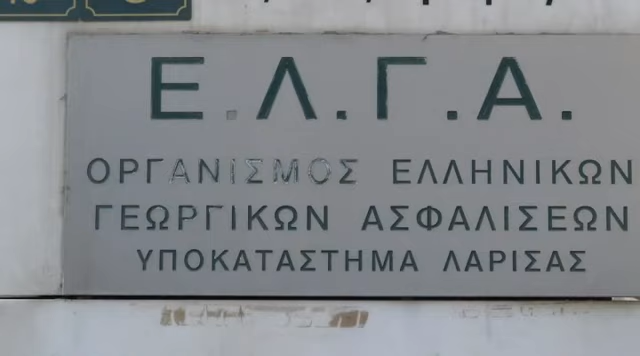 Ε.Λ.Γ.Α.
ΟΡΓΑΝΙΣΜΟΣ ΕΛΛΗΝΙΚΩΝ
ΓΕΩΡΓΙΚΩΝ ΑΣΦΑΛΙΣΕΩΝ
ΥΠΟΚΑΤΑΣΤΗΜΑ ΛΑΡΙΣΑΣ